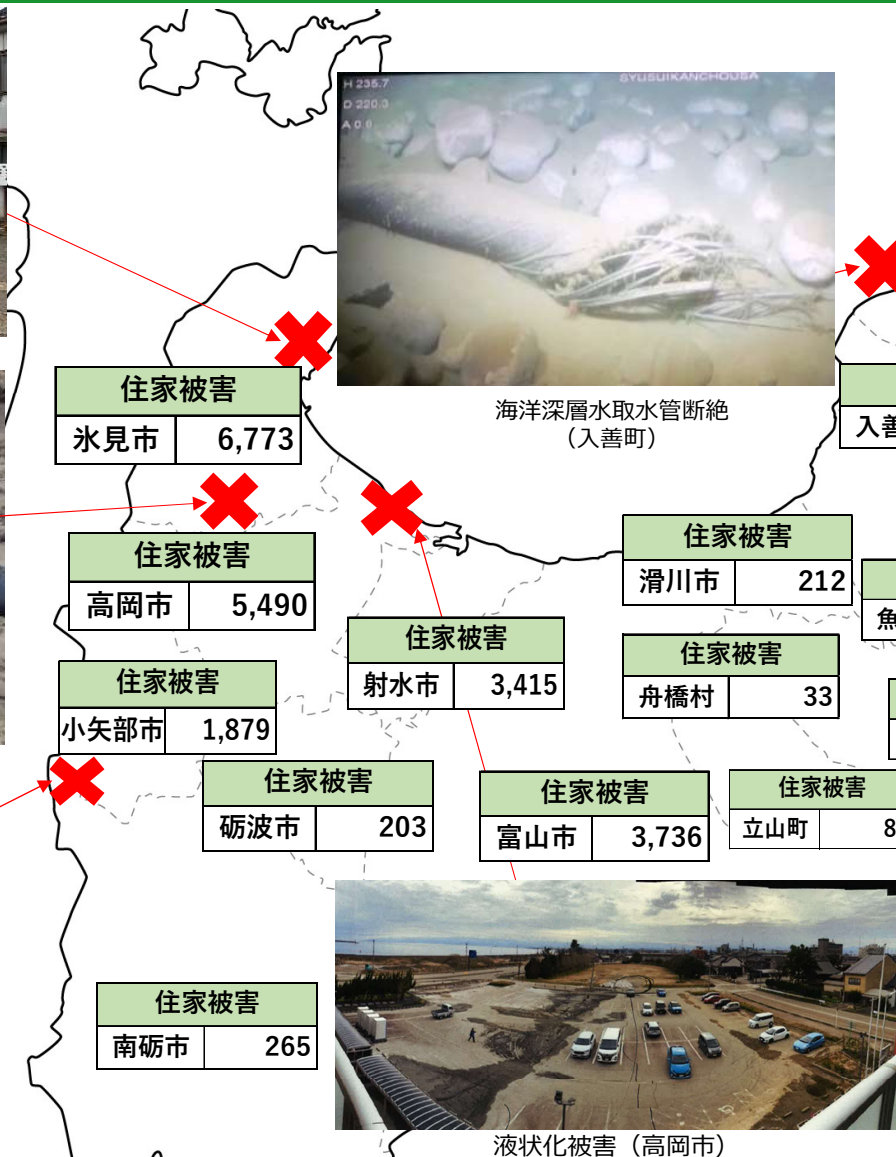 H 235.7
D 220.3
A 0 0
SYUSUIKANCHOUSA
海洋深層水取水管断絶
（入善町）
住家被害
氷見市 6,773
入善
住家被害
高岡市 5,490
住家被害
滑川市 212
魚
住家被害
射水市 3,415
住家被害
舟橋村 33
住家被害
小矢部市 1,879
住家被害
砺波市 203
住家被害
富山市 3,736
住家被害
立山町 8
住家被害
南砺市 265
液状化被害（高岡市）